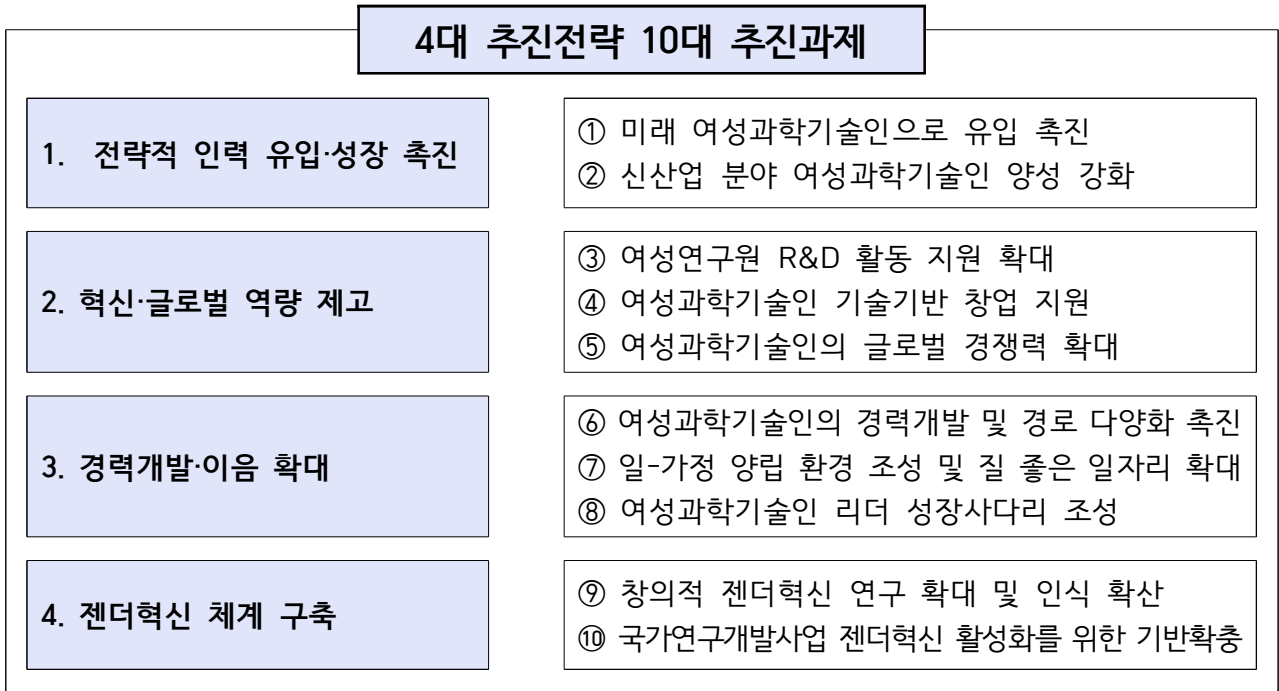 4대 추진전략 10대 추진과제
1. 전략적 인력 유입·성장 촉진
① 미래 여성과학기술인으로 유입 촉진
② 신산업 분야 여성과학기술인 양성 강화
2. 혁신·글로벌 역량 제고
③ 여성연구원 R&D 활동 지원 확대
④ 여성과학기술인 기술기반 창업 지원
⑤ 여성과학기술인의 글로벌 경쟁력 확대
3. 경력개발·이음 확대
⑥ 여성과학기술인의 경력개발 및 경로 다양화 촉진
⑦ 일-가정 양립 환경 조성 및 질 좋은 일자리 확대
⑧ 여성과학기술인 리더 성장사다리 조성
4. 젠더혁신 체계 구축
⑨ 창의적 젠더혁신 연구 확대 및 인식 확산
⑩ 국가연구개발사업 젠더혁신 활성화를 위한 기반확충